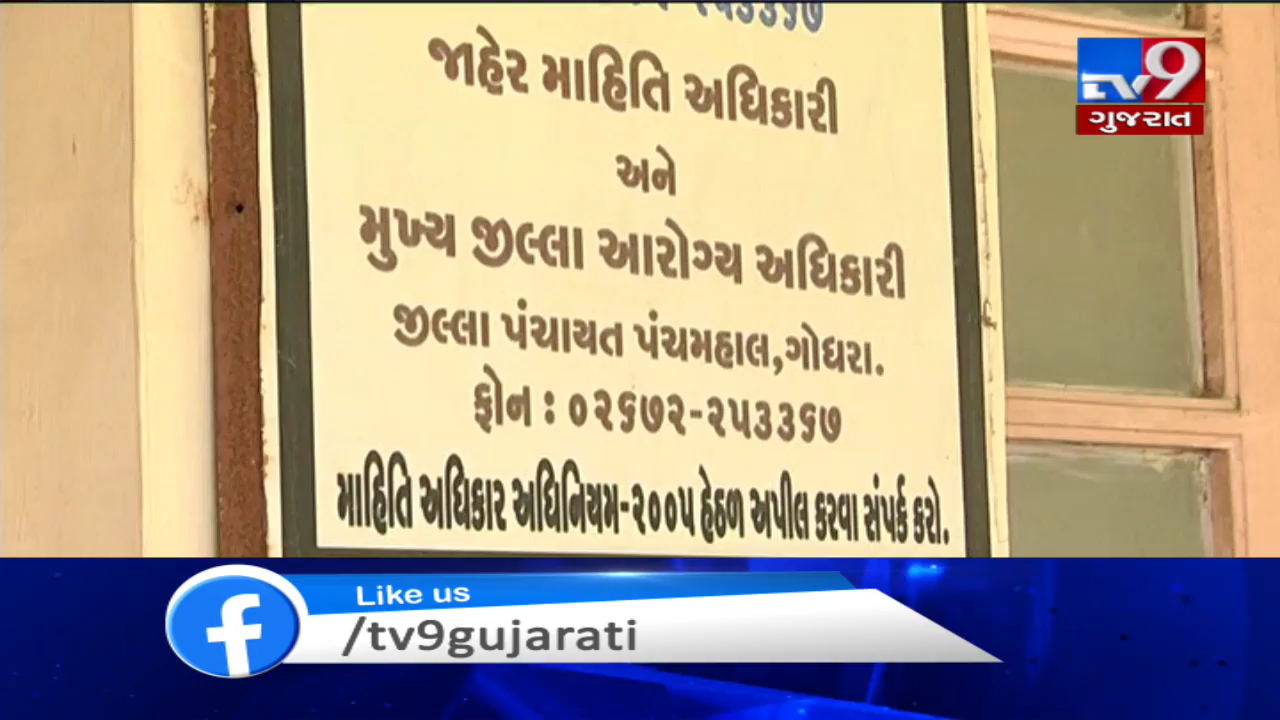 જાહેર માહિતિ અધિકારી
અને
મુખ્ય જીલ્લા આરોગ્ય અધિકારી
જીલ્લા પંચાયત પંચમહાલ,ગોધરા.
ફોન : ૦૨૬૭૨-૨૫૩૩૬૭
માહિતિ અધિકાર અધિનિયમ-૨૦૦૫ હેઠળ અપીલ કરવા સંપર્ક કરો.
TV9
ગુજરાત
Like us
/tv9gujarati